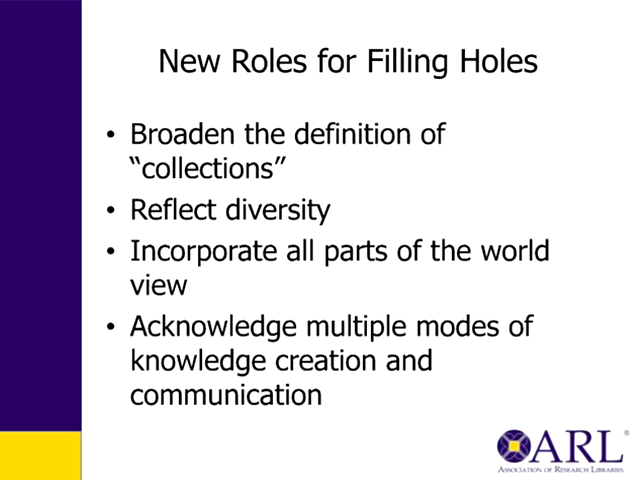 New Roles for Filling Holes
• Broaden the definition of
“collections”
• Reflect diversity
• Incorporate all parts of the world
view
• Acknowledge multiple modes of
knowledge creation and
communication
ARL®
ASSOCIATION OF RESEARCH LIBRARIES